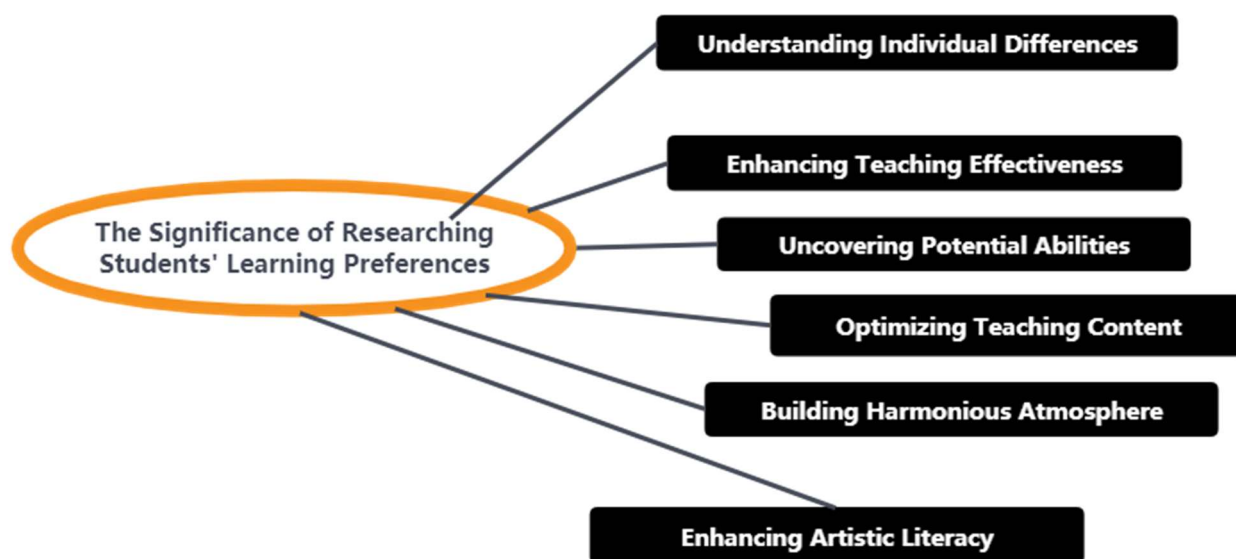 Understanding Individual Differences
Enhancing Teaching Effectiveness
The Significance of Researching
Students' Learning Preferences
Uncovering Potential Abilities
Optimizing Teaching Content
Building Harmonious Atmosphere
Enhancing Artistic Literacy